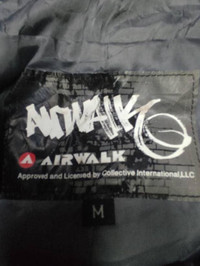 AIRWALK
AIRWALK
Approved and Licensed by Collective International,LLC
M